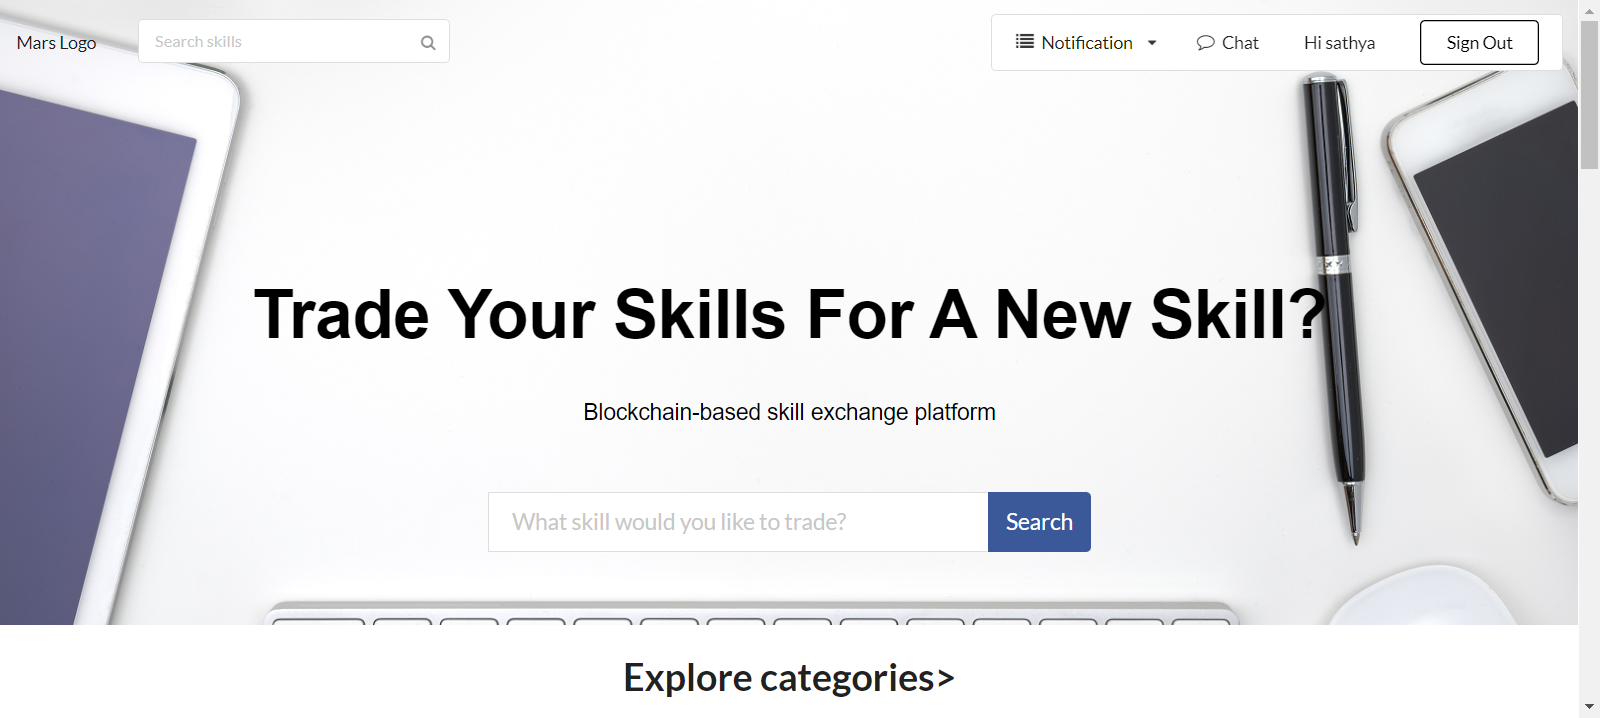 Mars Logo
Search skills
Notification
Chat
Hi sathya
Sign Out
Trade Your Skills For A New Skill?
Blockchain-based skill exchange platform
What skill would you like to trade?
Search
Explore categories>